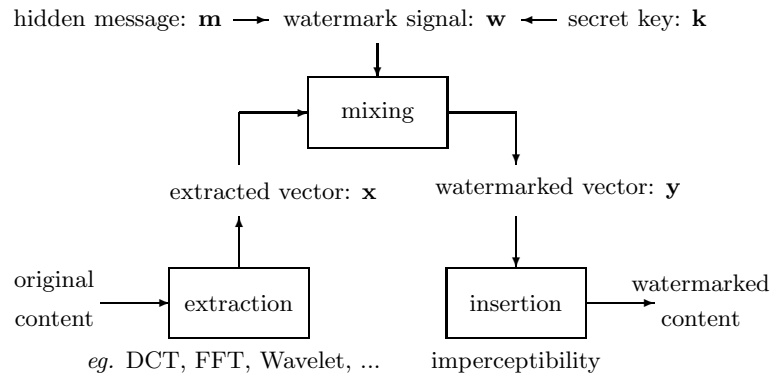 hidden message: m → watermark signal: w ← secret key: k
mixing
extracted vector: x
watermarked vector: y
original
content
extraction
insertion
watermarked
content
eg. DCT, FFT, Wavelet, ...
imperceptibility